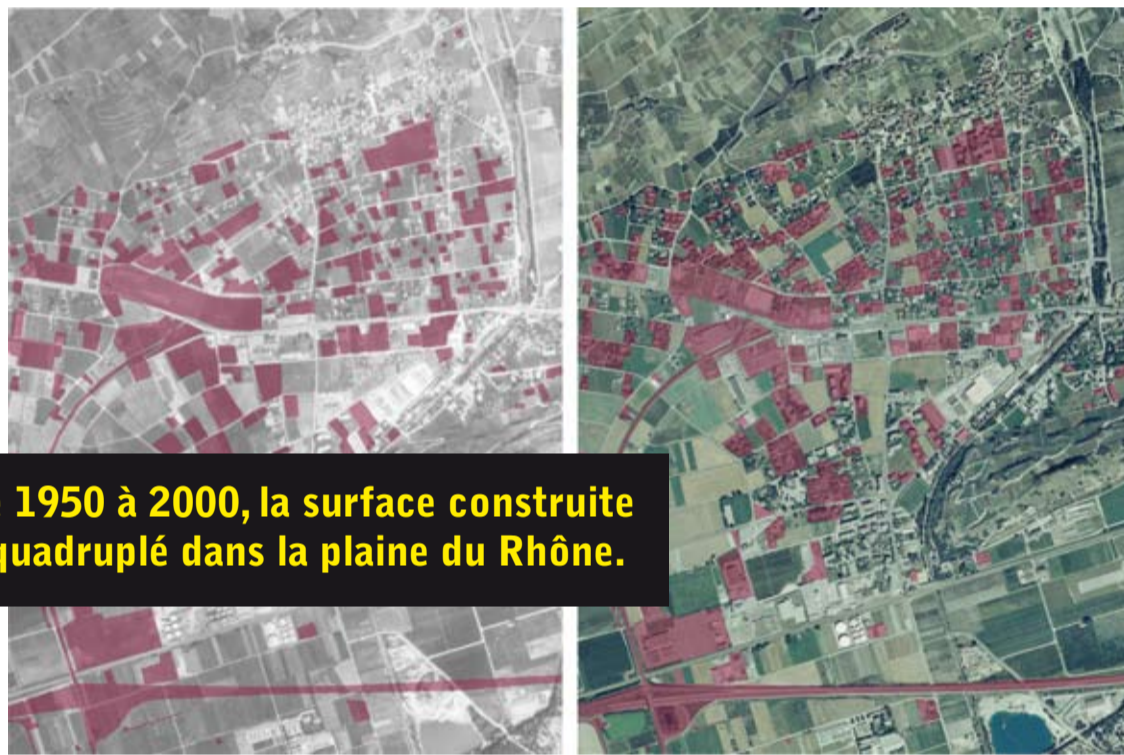 1950 à 2000, la surface construite
quadruplé dans la plaine du Rhône.